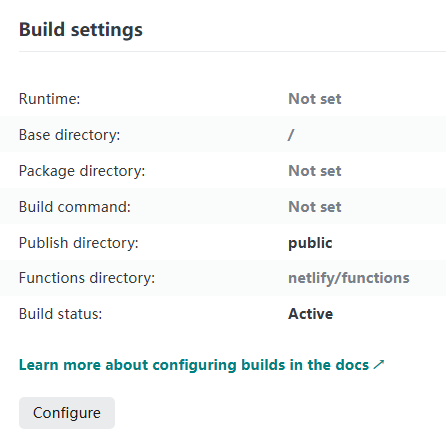 Build settings
Runtime: Not set
Base directory: /
Package directory: Not set
Build command: Not set
Publish directory: public
Functions directory: netlify/functions
Build status: Active
Learn more about configuring builds in the docs ↗
Configure